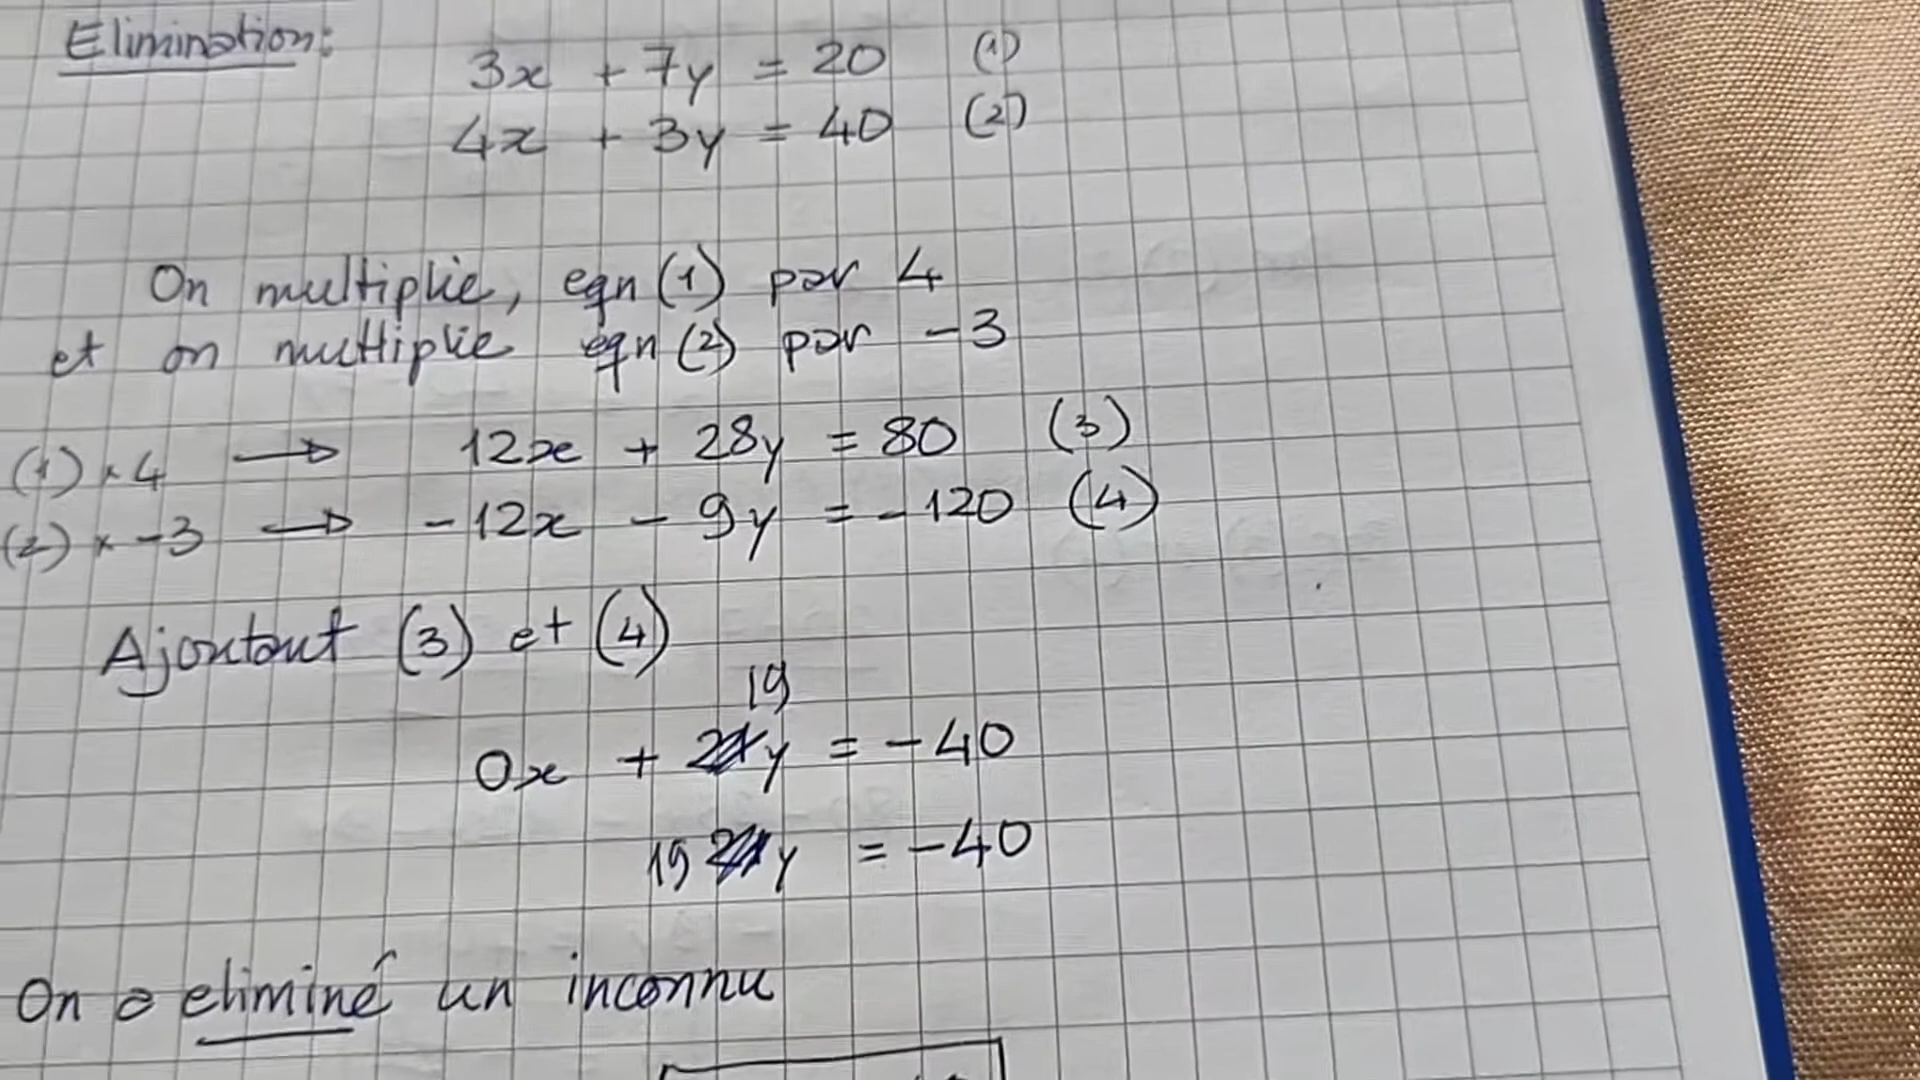 Elimination:
3x + 7y = 20 (1)
4x + 3y = 40 (2)
On multiplie, eqn (1) par 4
et on multiplie eqn (2) par -3
(1) × 4 → 12x + 28y = 80 (3)
(2) × -3 → -12x - 9y = -120 (4)
Ajoutant (3) et (4)
19
0x + y = -40
19 y = -40
On a eliminé un inconnu